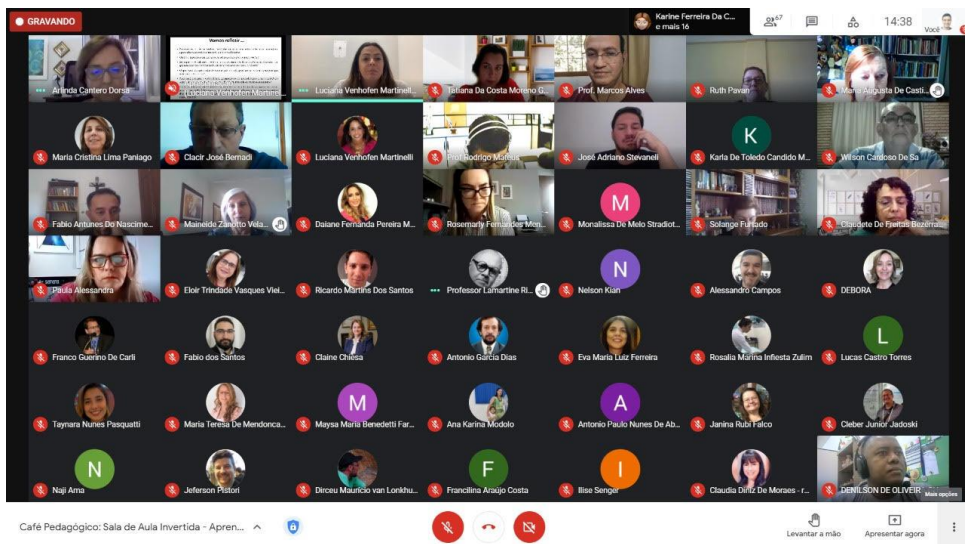 GRAVANDO
Karine Ferreira Da C...
e mais 16
67
14:38
Você
Vamos refletir...
Arlinda Cantero Dorsa
Luciana Venhofen Martinelli
Luciana Venhofen Martinell...
Tatiana Da Costa Moreno G...
Prof. Marcos Alves
Ruth Pavan
Maria Augusta De Casti...
Maria Cristina Lima Paniago
Clacir José Bernadi
Luciana Venhofen Martinelli
Prof Rodrigo Mateus
José Adriano Stevaneli
K
Karla De Toledo Candido M...
Wilson Cardoso De Sa
Fabio Antunes Do Nascime...
Maineide Zanotto Vela...
Daiane Fernanda Pereira M...
Rosemarly Fernandes Men...
M
Monalissa De Melo Stradiot...
Solange Furtado
Claudete De Freitas Bezerra...
Paula Alessandra
Eloir Trindade Vasques Viei...
Ricardo Martins Dos Santos
Professor Lamartine Ri...
N
Nelson Kian
Alessandro Campos
DEBORA
Franco Guerino De Carli
Fabio dos Santos
Claine Chiesa
Antonio Garcia Dias
Eva Maria Luiz Ferreira
Rosalia Marina Infiesta Zulim
L
Lucas Castro Torres
Taynara Nunes Pasquatti
Maria Teresa De Mendonca...
M
Maysa Maria Benedetti Far...
Ana Karina Modolo
A
Antonio Paulo Nunes De Ab...
Janina Rubi Falco
Cleber Junior Jadoski
N
Naji Ama
Jeferson Pistori
Dirceu Mauricio van Lonkhu...
F
Francilina Araújo Costa
I
Ilise Senger
Claudia Diniz De Moraes - r...
DENILSON DE OLIVEIR
Mais opções
Café Pedagógico: Sala de Aula Invertida - Apren...
Levantar a mão
Apresentar agora